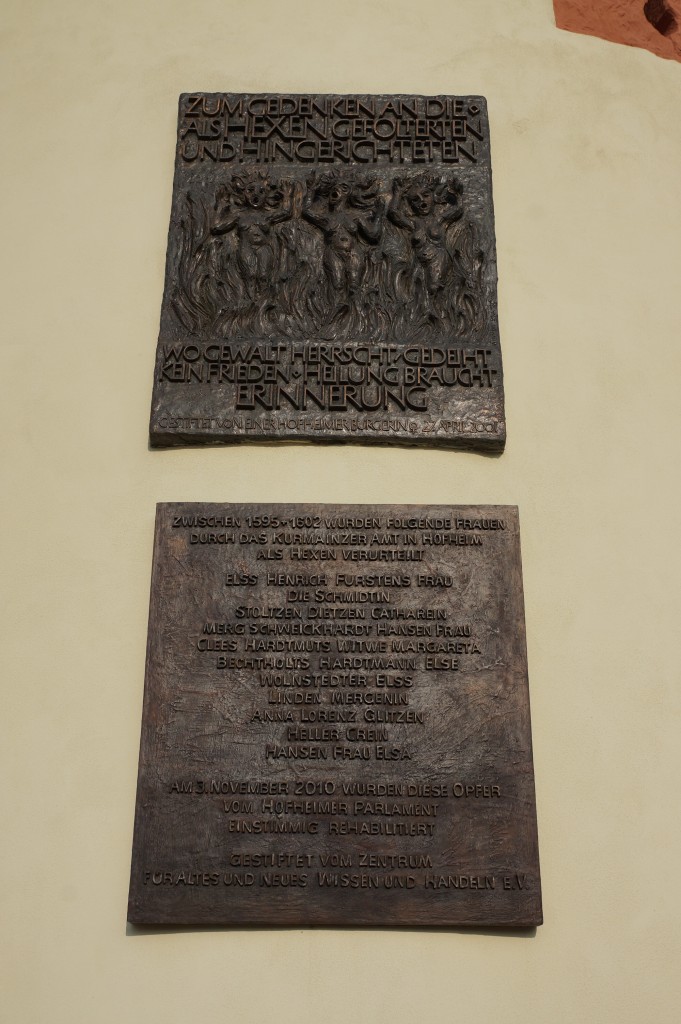 ZUM GEDENKEN AN DIE
ALS HEXEN GEFOLTERTEN
UND HINGERICHTETEN
WO GEWALT HERRSCHT, GEDEIHT
KEIN FRIEDEN HEILUNG BRAUCHT
ERINNERUNG
GESTIFTET VON EINER HOFHEIMER BÜRGERIN 27. APRIL 2001
ZWISCHEN 1595+1602 WURDEN FOLGENDE FRAUEN
DURCH DAS KURMAINZER AMT IN HOFHEIM
ALS HEXEN VERURTEILT
ELSS HENRICH FÜRSTENS FRAU
DIE SCHMIDTIN
STOLTZEN DIETZEN CATHAREIN
MERG SCHWEICKHARDT HANSEN FRAU
CLEES HARDTMUTS WITWE MARGARETA
BECHTHOLTS HARDTMANN ELSE
WOLNSTEDTER ELSS
LINDEN MERGENIN
ANNA LORENZ GLITZEN
HELLER CREIN
HANSEN FRAU ELSA
AM 3. NOVEMBER 2010 WURDEN DIESE OPFER
VOM HOFHEIMER PARLAMENT
EINSTIMMIG REHABILITIERT
GESTIFTET VOM ZENTRUM
FÜR ALTES UND NEUES WISSEN UND HANDELN E.V.